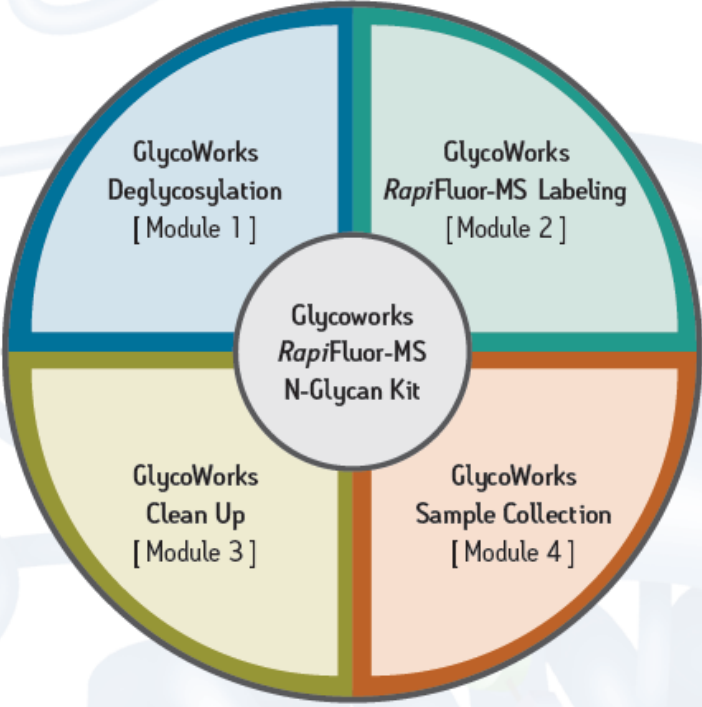 GlycoWorks
Deglycosylation
[Module 1]
GlycoWorks
RapiFluor-MS Labeling
[Module 2]
Glycoworks
RapiFluor-MS
N-Glycan Kit
GlycoWorks
Clean Up
[Module 3]
GlycoWorks
Sample Collection
[Module 4]